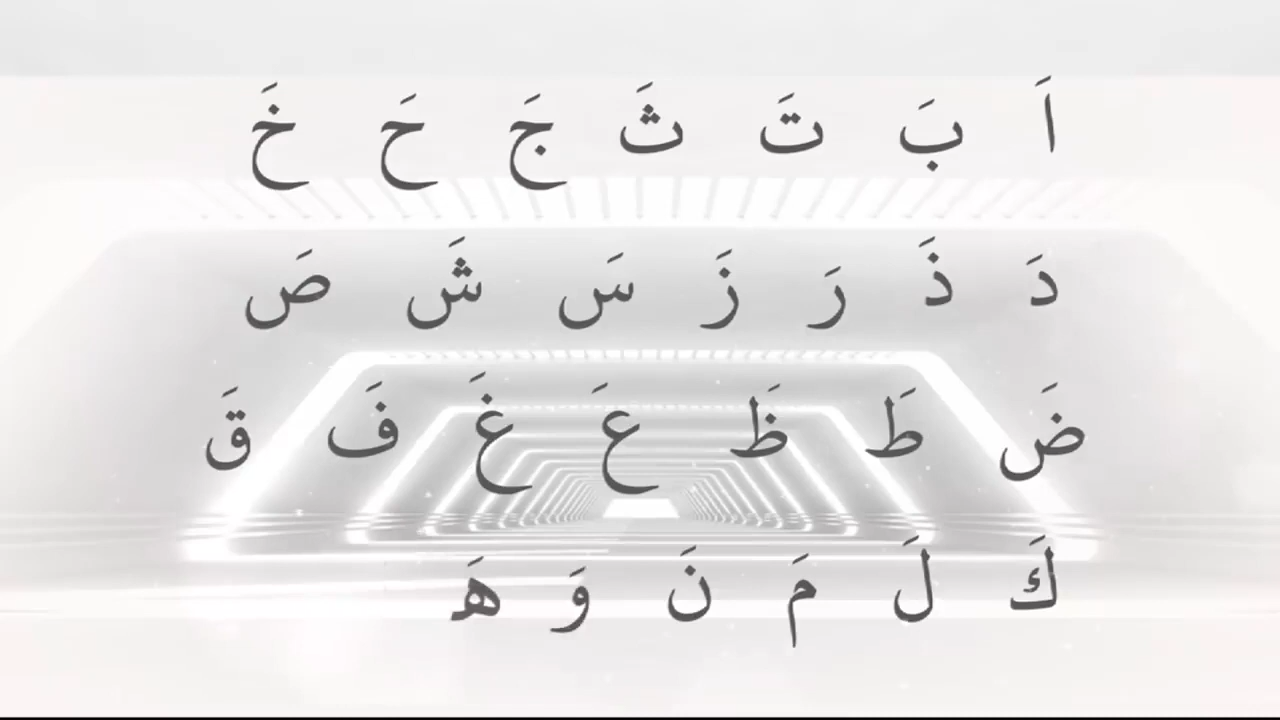 اَ بَ تَ ثَ جَ حَ خَ
دَ ذَ رَ زَ سَ شَ صَ
ضَ طَ ظَ عَ غَ فَ قَ
كَ لَ مَ نَ وَ هَ